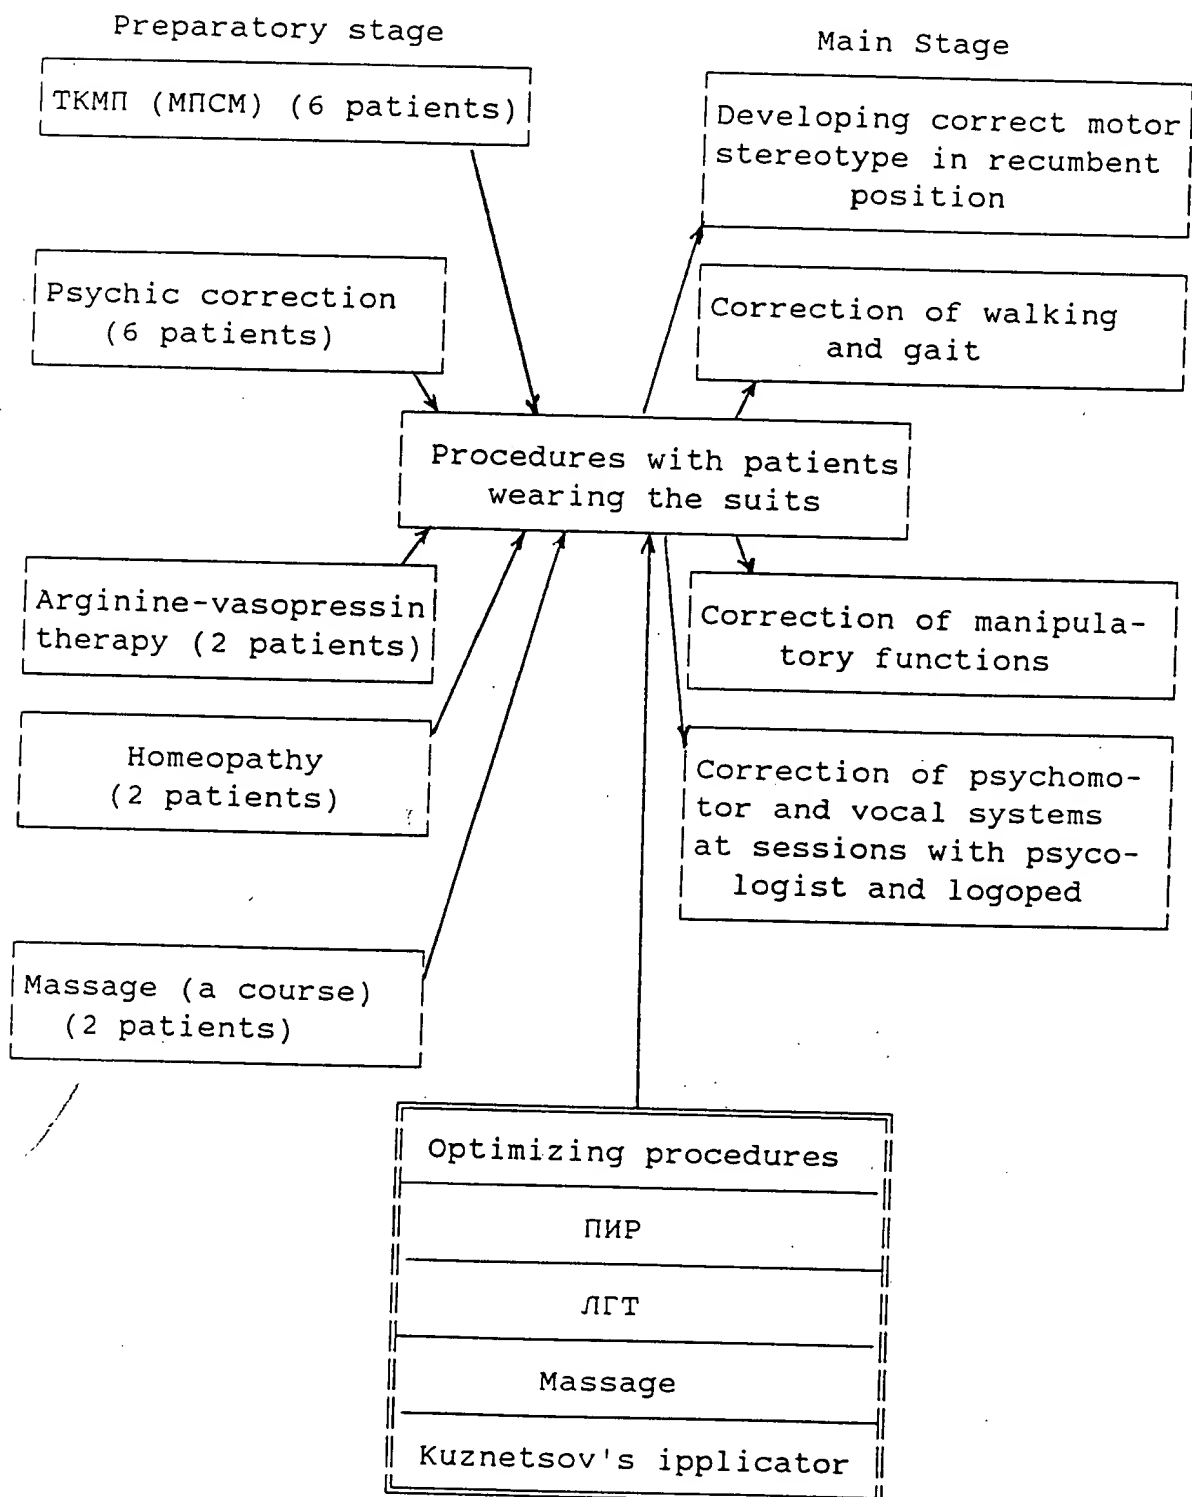 Preparatory stage
Main Stage
ТКМП (МПСМ) (6 patients)
Developing correct motor
stereotype in recumbent
position
Psychic correction
(6 patients)
Correction of walking
and gait
Procedures with patients
wearing the suits
Arginine-vasopressin
therapy (2 patients)
Correction of manipula-
tory functions
Homeopathy
(2 patients)
Correction of psychomo-
tor and vocal systems
at sessions with psyco-
logist and logoped
Massage (a course)
(2 patients)
Optimizing procedures
ПИР
ЛГТ
Massage
Kuznetsov's ipplicator